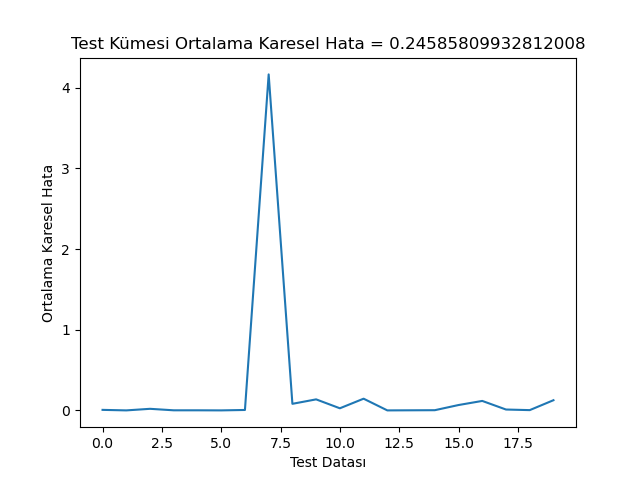 Test Kümesi Ortalama Karesel Hata = 0.24585809932812008
Ortalama Karesel Hata
4
3
2
1
0
0.0 2.5 5.0 7.5 10.0 12.5 15.0 17.5
Test Datası